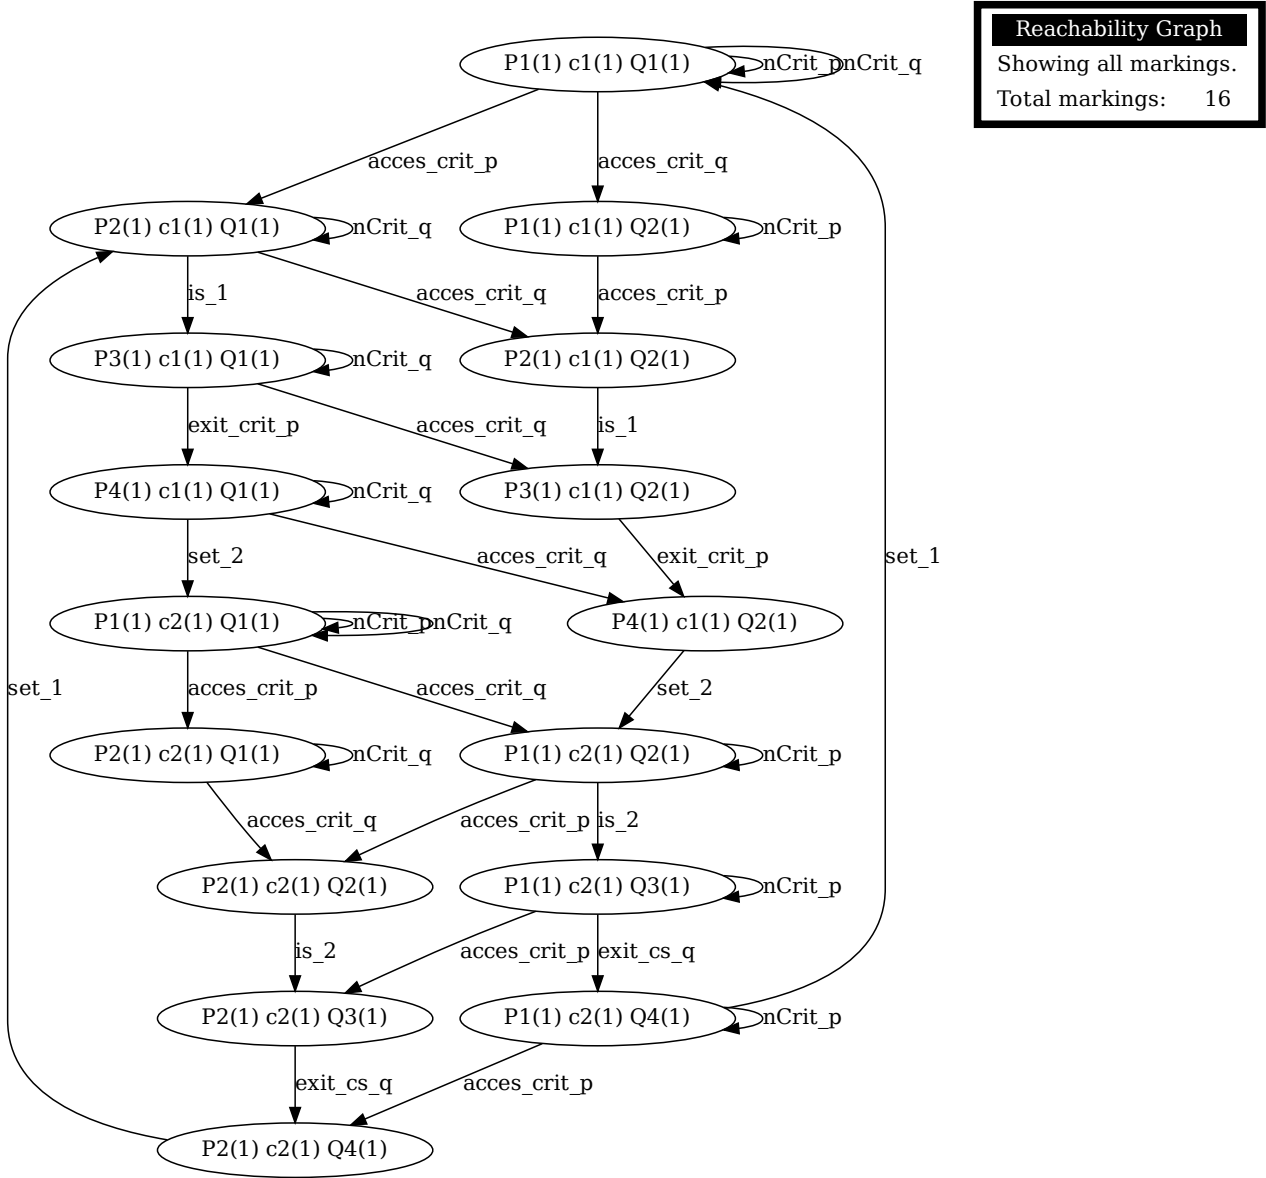 Reachability Graph
Showing all markings.
Total markings: 16
P1(1) c1(1) Q1(1)
nCrit_p
nCrit_q
acces_crit_p
acces_crit_q
P2(1) c1(1) Q1(1)
nCrit_q
P1(1) c1(1) Q2(1)
nCrit_p
is_1
acces_crit_q
acces_crit_p
P3(1) c1(1) Q1(1)
nCrit_q
P2(1) c1(1) Q2(1)
exit_crit_p
acces_crit_q
is_1
P4(1) c1(1) Q1(1)
nCrit_q
P3(1) c1(1) Q2(1)
set_2
acces_crit_q
exit_crit_p
set_1
P1(1) c2(1) Q1(1)
nCrit_p
nCrit_q
P4(1) c1(1) Q2(1)
set_1
acces_crit_p
acces_crit_q
set_2
P2(1) c2(1) Q1(1)
nCrit_q
P1(1) c2(1) Q2(1)
nCrit_p
acces_crit_q
acces_crit_p
is_2
P2(1) c2(1) Q2(1)
P1(1) c2(1) Q3(1)
nCrit_p
is_2
acces_crit_p
exit_cs_q
P2(1) c2(1) Q3(1)
P1(1) c2(1) Q4(1)
nCrit_p
exit_cs_q
acces_crit_p
P2(1) c2(1) Q4(1)